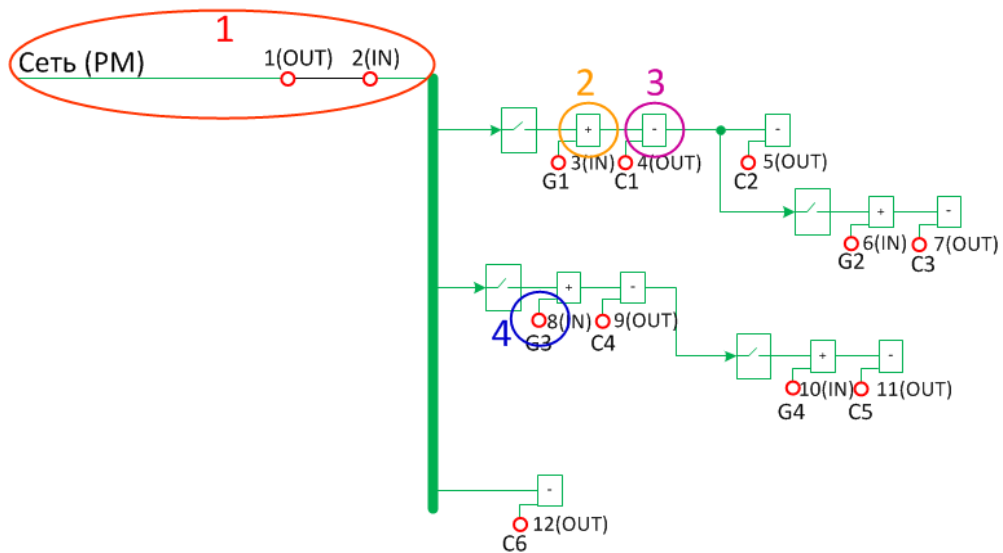 1
Сеть (РМ) 1(OUT) 2(IN)
2 3
+ - -
3(IN) 4(OUT) 5(OUT)
G1 C1 C2
+ -
6(IN) 7(OUT)
G2 C3
+ -
4 8(IN) 9(OUT)
G3 C4
+ -
10(IN) 11(OUT)
G4 C5
-
12(OUT)
C6